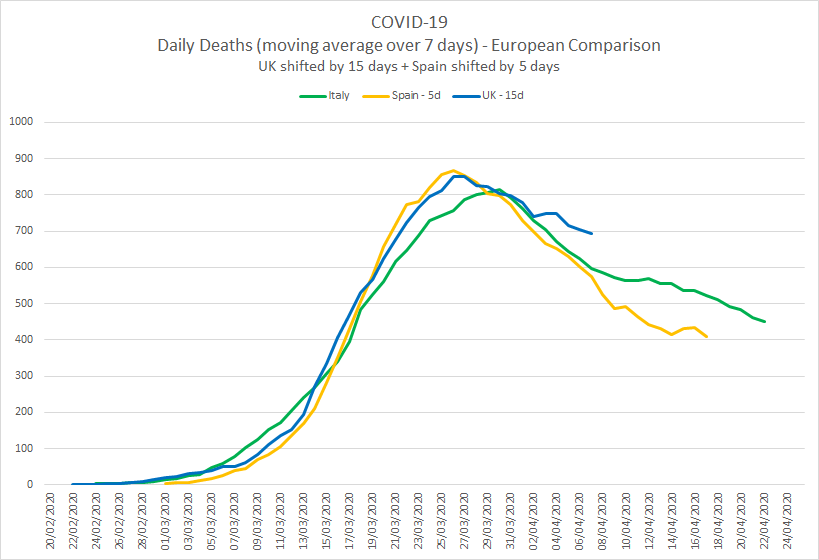 COVID-19
Daily Deaths (moving average over 7 days) - European Comparison
UK shifted by 15 days + Spain shifted by 5 days
Italy Spain - 5d UK - 15d
1000
900
800
700
600
500
400
300
200
100
0
20/02/2020 22/02/2020 24/02/2020 26/02/2020 28/02/2020 01/03/2020 03/03/2020 05/03/2020 07/03/2020 09/03/2020 11/03/2020 13/03/2020 15/03/2020 17/03/2020 19/03/2020 21/03/2020 23/03/2020 25/03/2020 27/03/2020 29/03/2020 31/03/2020 02/04/2020 04/04/2020 06/04/2020 08/04/2020 10/04/2020 12/04/2020 14/04/2020 16/04/2020 18/04/2020 20/04/2020 22/04/2020 24/04/2020